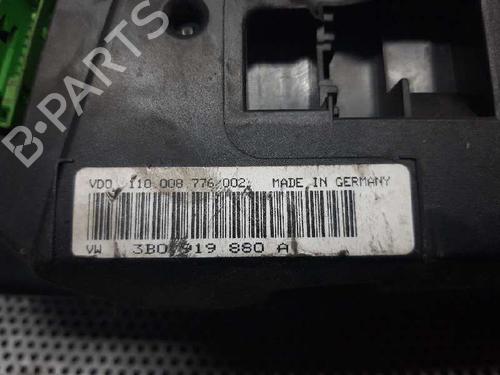 B-PARTS
VDO 110.008.776/002 MADE IN GERMANY
VW 3B0 919 880 A